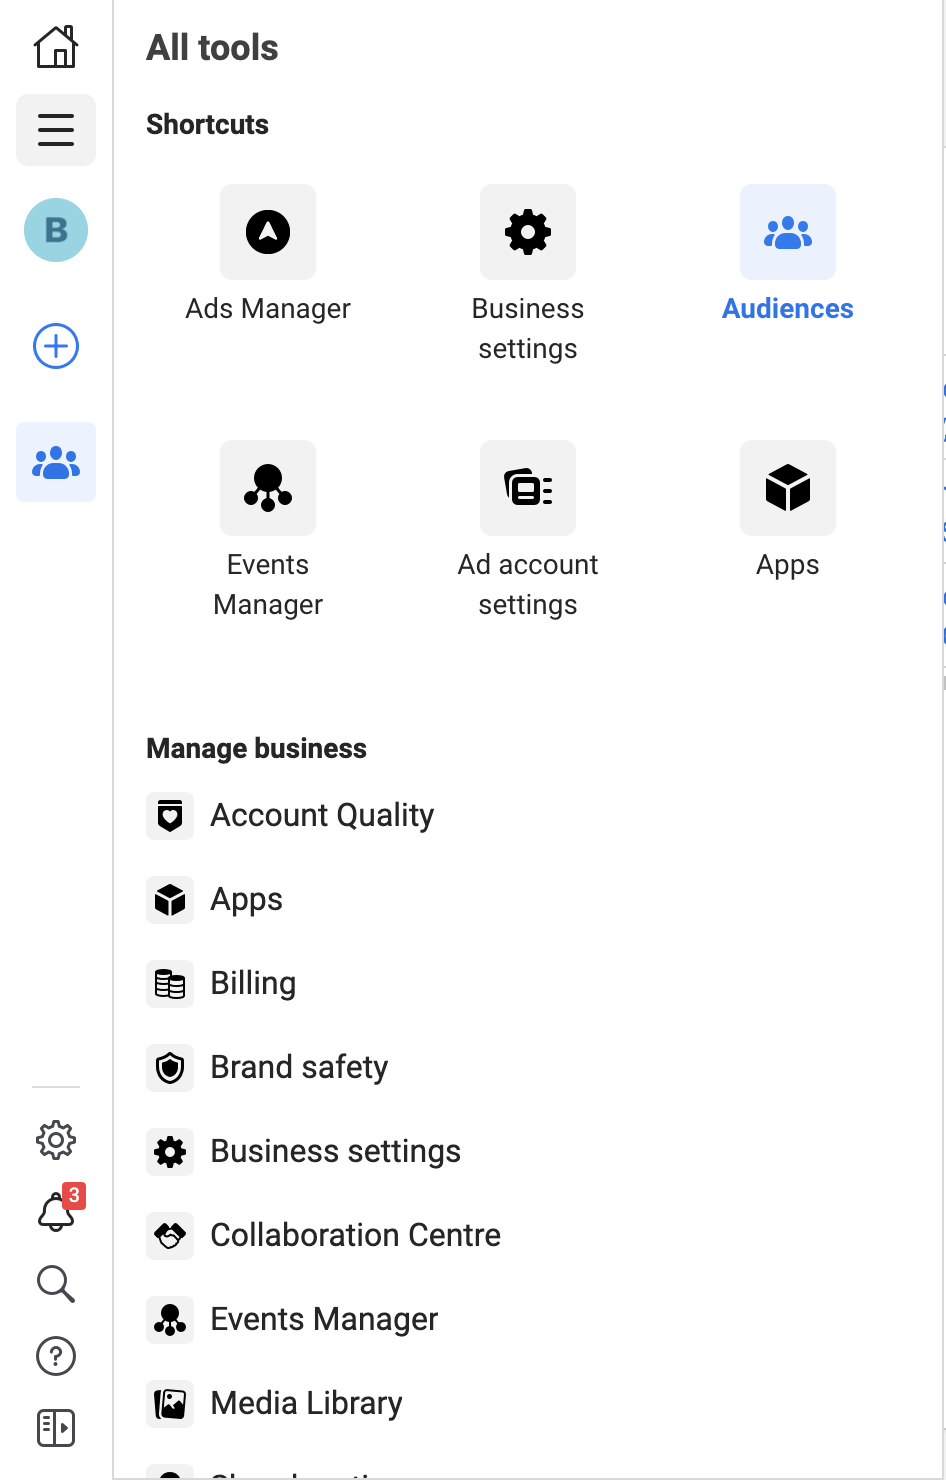 All tools
Shortcuts
B
Ads Manager
Business
settings
Audiences
Events
Manager
Ad account
settings
Apps
Manage business
Account Quality
Apps
Billing
Brand safety
Business settings
3
Collaboration Centre
Events Manager
?
Media Library